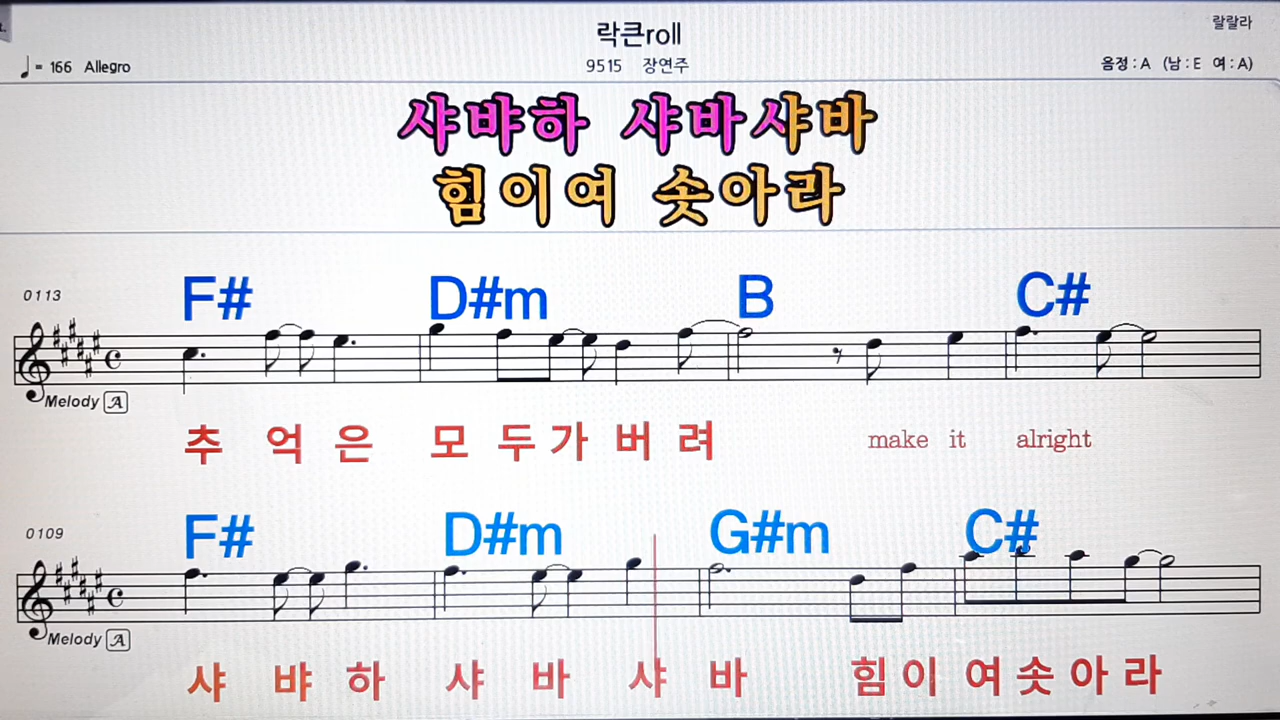 락큰roll
랄랄라
♩= 166 Allegro
9515 장연주
음정 : A (남 : E 여 : A)
샤뱌하 샤바샤바
힘이여 솟아라
0113
F# D#m B C#
Melody A
추 억 은 모 두 가 버 려 make it alright
0109
F# D#m G#m C#
Melody A
샤 뱌 하 샤 바 샤 바 힘 이 여 솟 아 라